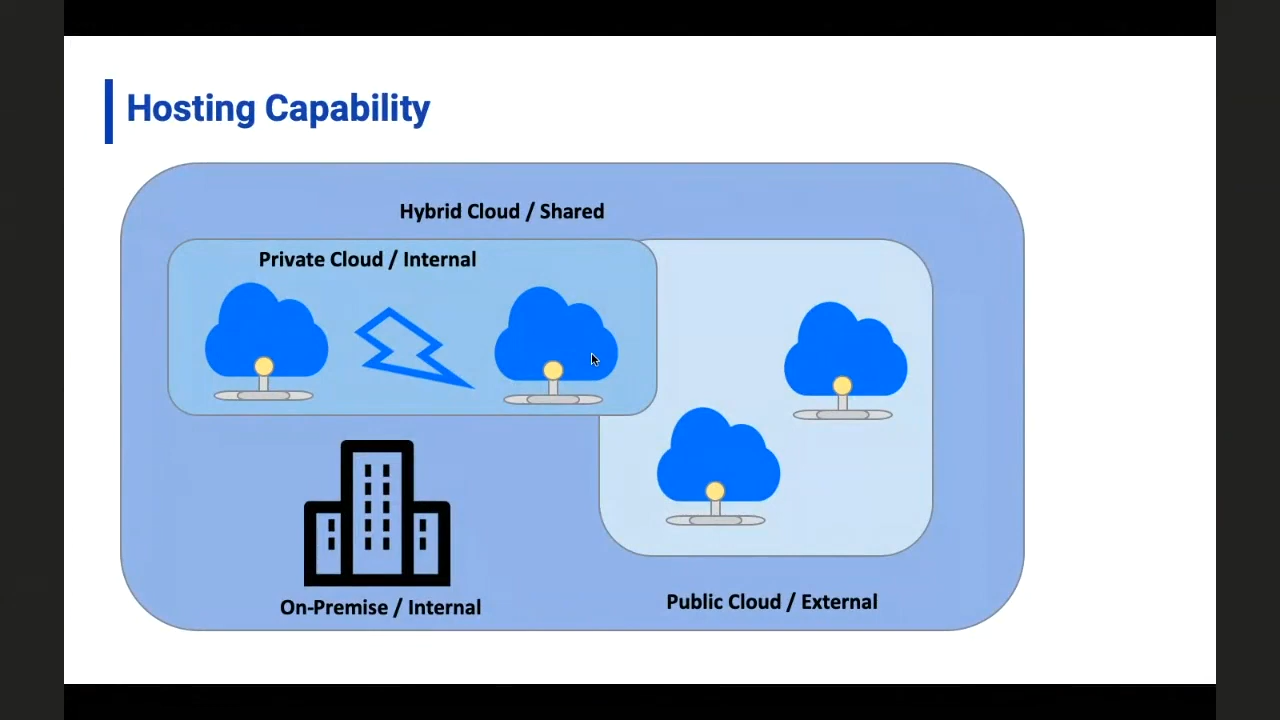 Hosting Capability
Hybrid Cloud / Shared
Private Cloud / Internal
On-Premise / Internal
Public Cloud / External